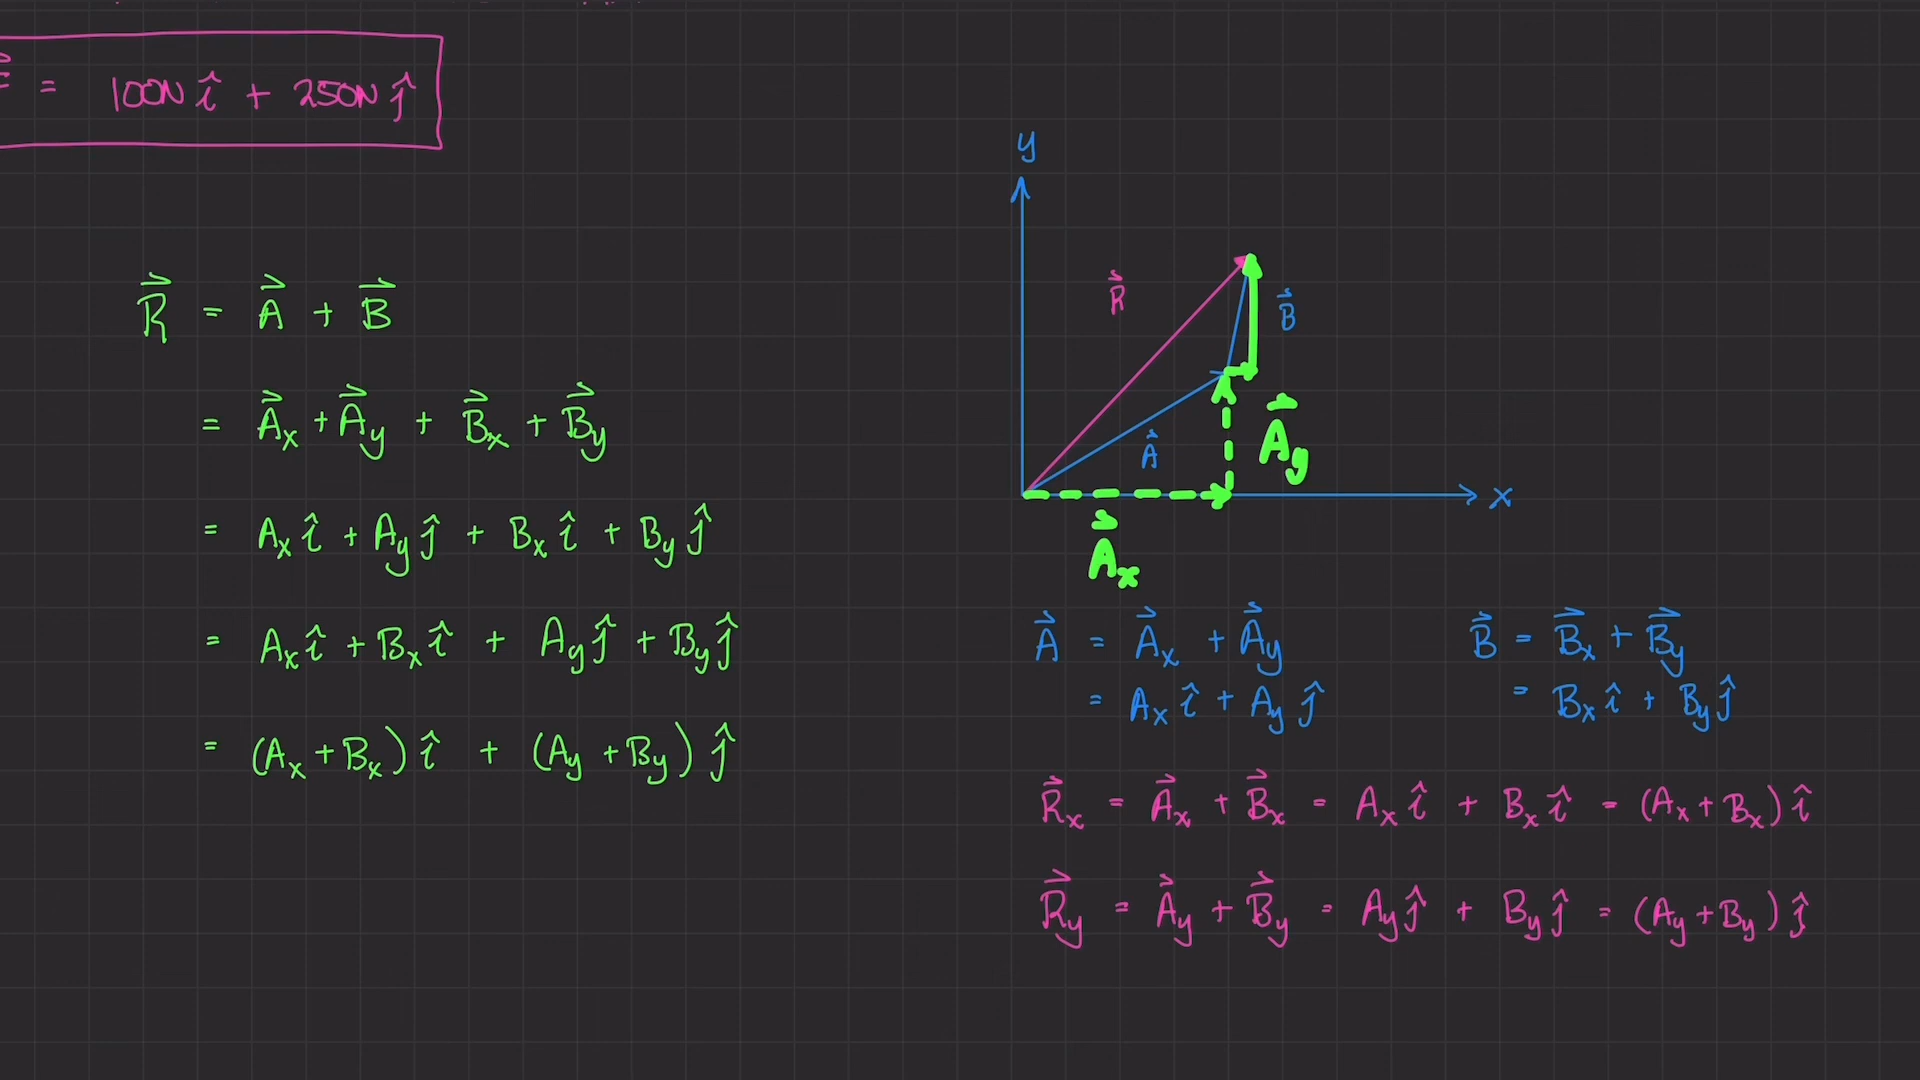 = 100N î + 250N ĵ
R⃗ = A⃗ + B⃗
= A⃗x + A⃗y + B⃗x + B⃗y
= Ax î + Ay ĵ + Bx î + By ĵ
= Ax î + Bx î + Ay ĵ + By ĵ
= (Ax + Bx) î + (Ay + By) ĵ
y
R⃗
B⃗
A⃗
A⃗y
x
A⃗x
A⃗ = A⃗x + A⃗y
= Ax î + Ay ĵ
B⃗ = B⃗x + B⃗y
= Bx î + By ĵ
R⃗x = A⃗x + B⃗x = Ax î + Bx î = (Ax + Bx) î
R⃗y = A⃗y + B⃗y = Ay ĵ + By ĵ = (Ay + By) ĵ